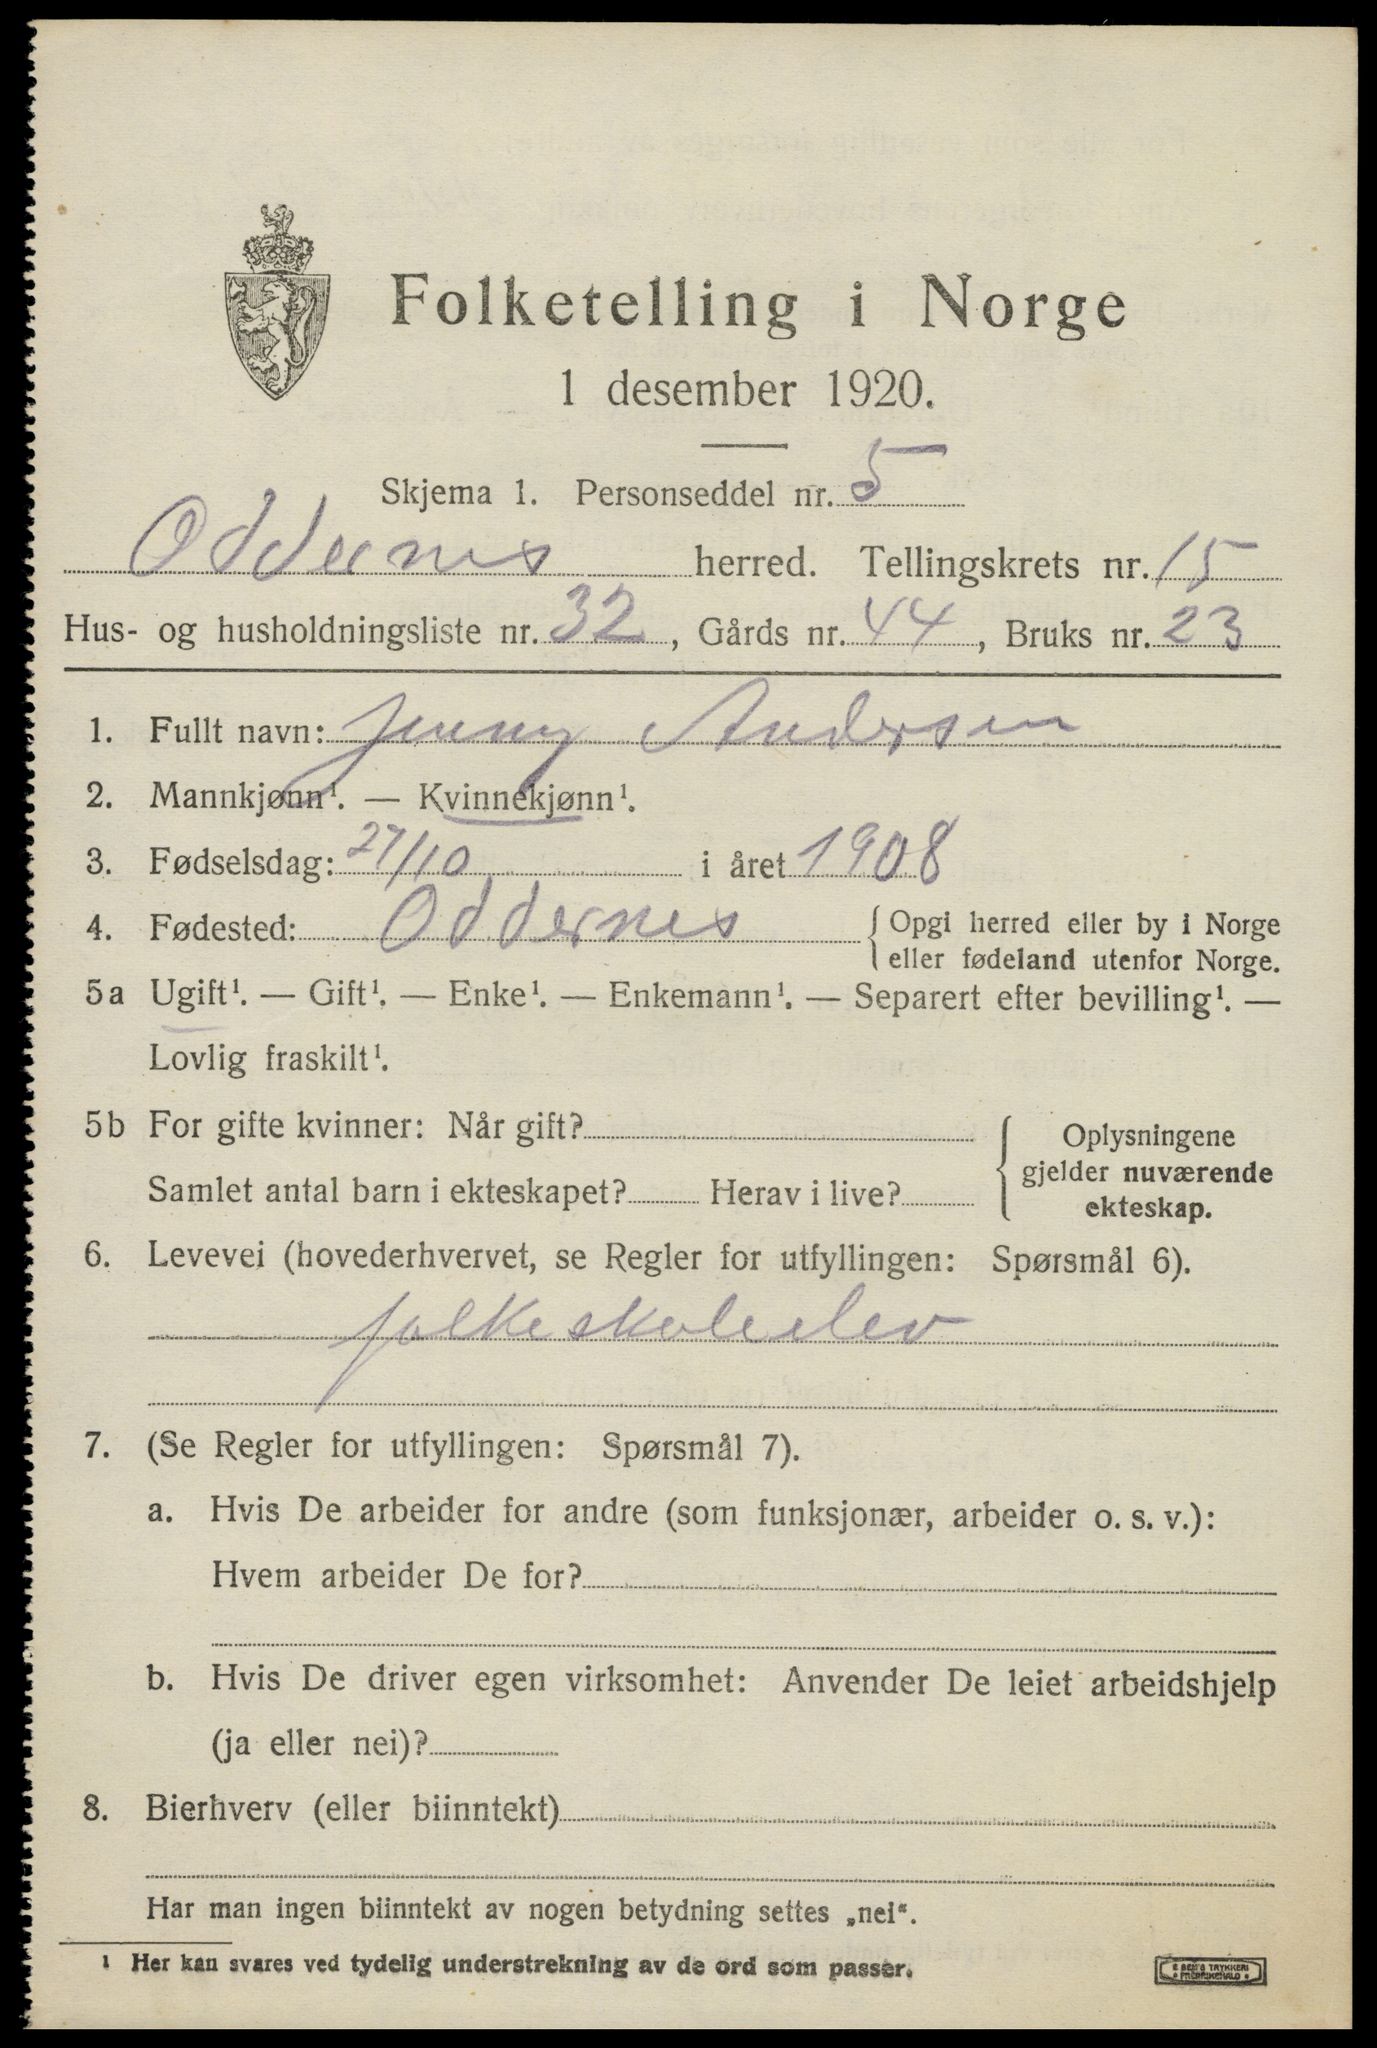 Folketelling i Norge
1 desember 1920.
Skjema 1. Personseddel nr. 5
Oddernes herred. Tellingskrets nr. 15
Hus- og husholdningsliste nr. 32, Gårds nr. 44, Bruks nr. 23
1. Fullt navn: Jenny Andersen
2. Mannkjønn¹. — Kvinnekjønn¹.
3. Fødselsdag: 27/10 i året 1908
4. Fødested: Oddernes { Opgi herred eller by i Norge
eller fødeland utenfor Norge.
5a Ugift¹. — Gift¹. — Enke¹. — Enkemann¹. — Separert efter bevilling¹. —
Lovlig fraskilt¹.
5b For gifte kvinner: Når gift?
Samlet antal barn i ekteskapet? Herav i live?
Oplysningene
gjelder nuværende
ekteskap.
6. Levevei (hovederhvervet, se Regler for utfyllingen: Spørsmål 6).
folkeskoleelev
7. (Se Regler for utfyllingen: Spørsmål 7).
a. Hvis De arbeider for andre (som funksjonær, arbeider o. s. v.):
Hvem arbeider De for?
b. Hvis De driver egen virksomhet: Anvender De leiet arbeidshjelp
(ja eller nei)?
8. Bierhverv (eller biinntekt)
Har man ingen biinntekt av nogen betydning settes „nei“.
¹ Her kan svares ved tydelig understrekning av de ord som passer.
TRYKKERI
FREDRIKSHALD